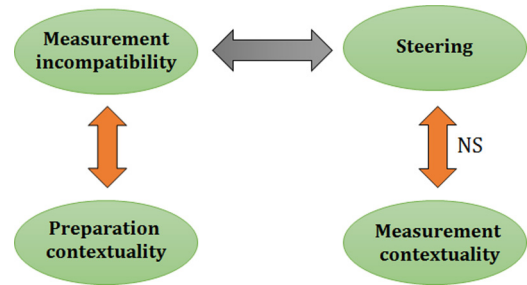 Measurement
incompatibility
Steering
NS
Preparation
contextuality
Measurement
contextuality